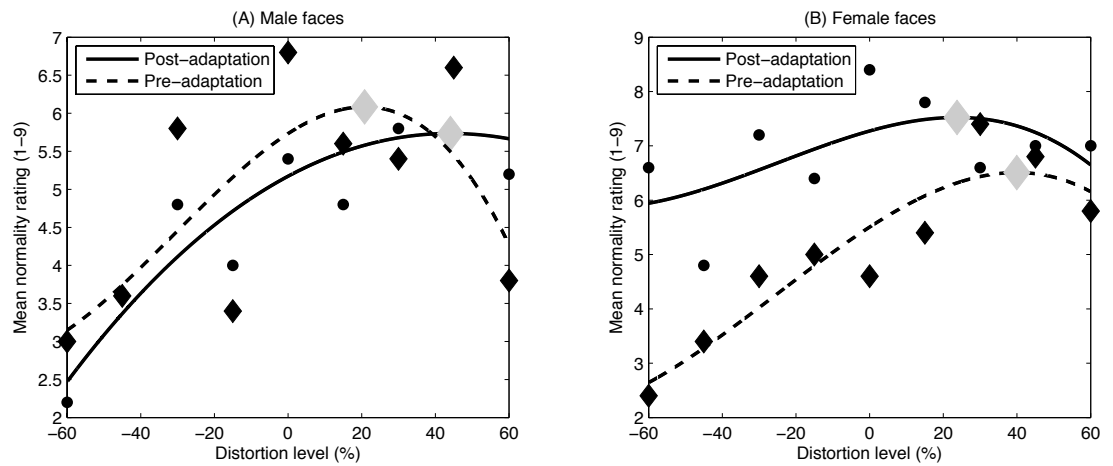 (A) Male faces
Post−adaptation
Pre−adaptation
Mean normality rating (1−9)
7
6.5
6
5.5
5
4.5
4
3.5
3
2.5
2
−60 −40 −20 0 20 40 60
Distortion level (%)
(B) Female faces
Post−adaptation
Pre−adaptation
Mean normality rating (1−9)
9
8
7
6
5
4
3
2
−60 −40 −20 0 20 40 60
Distortion level (%)